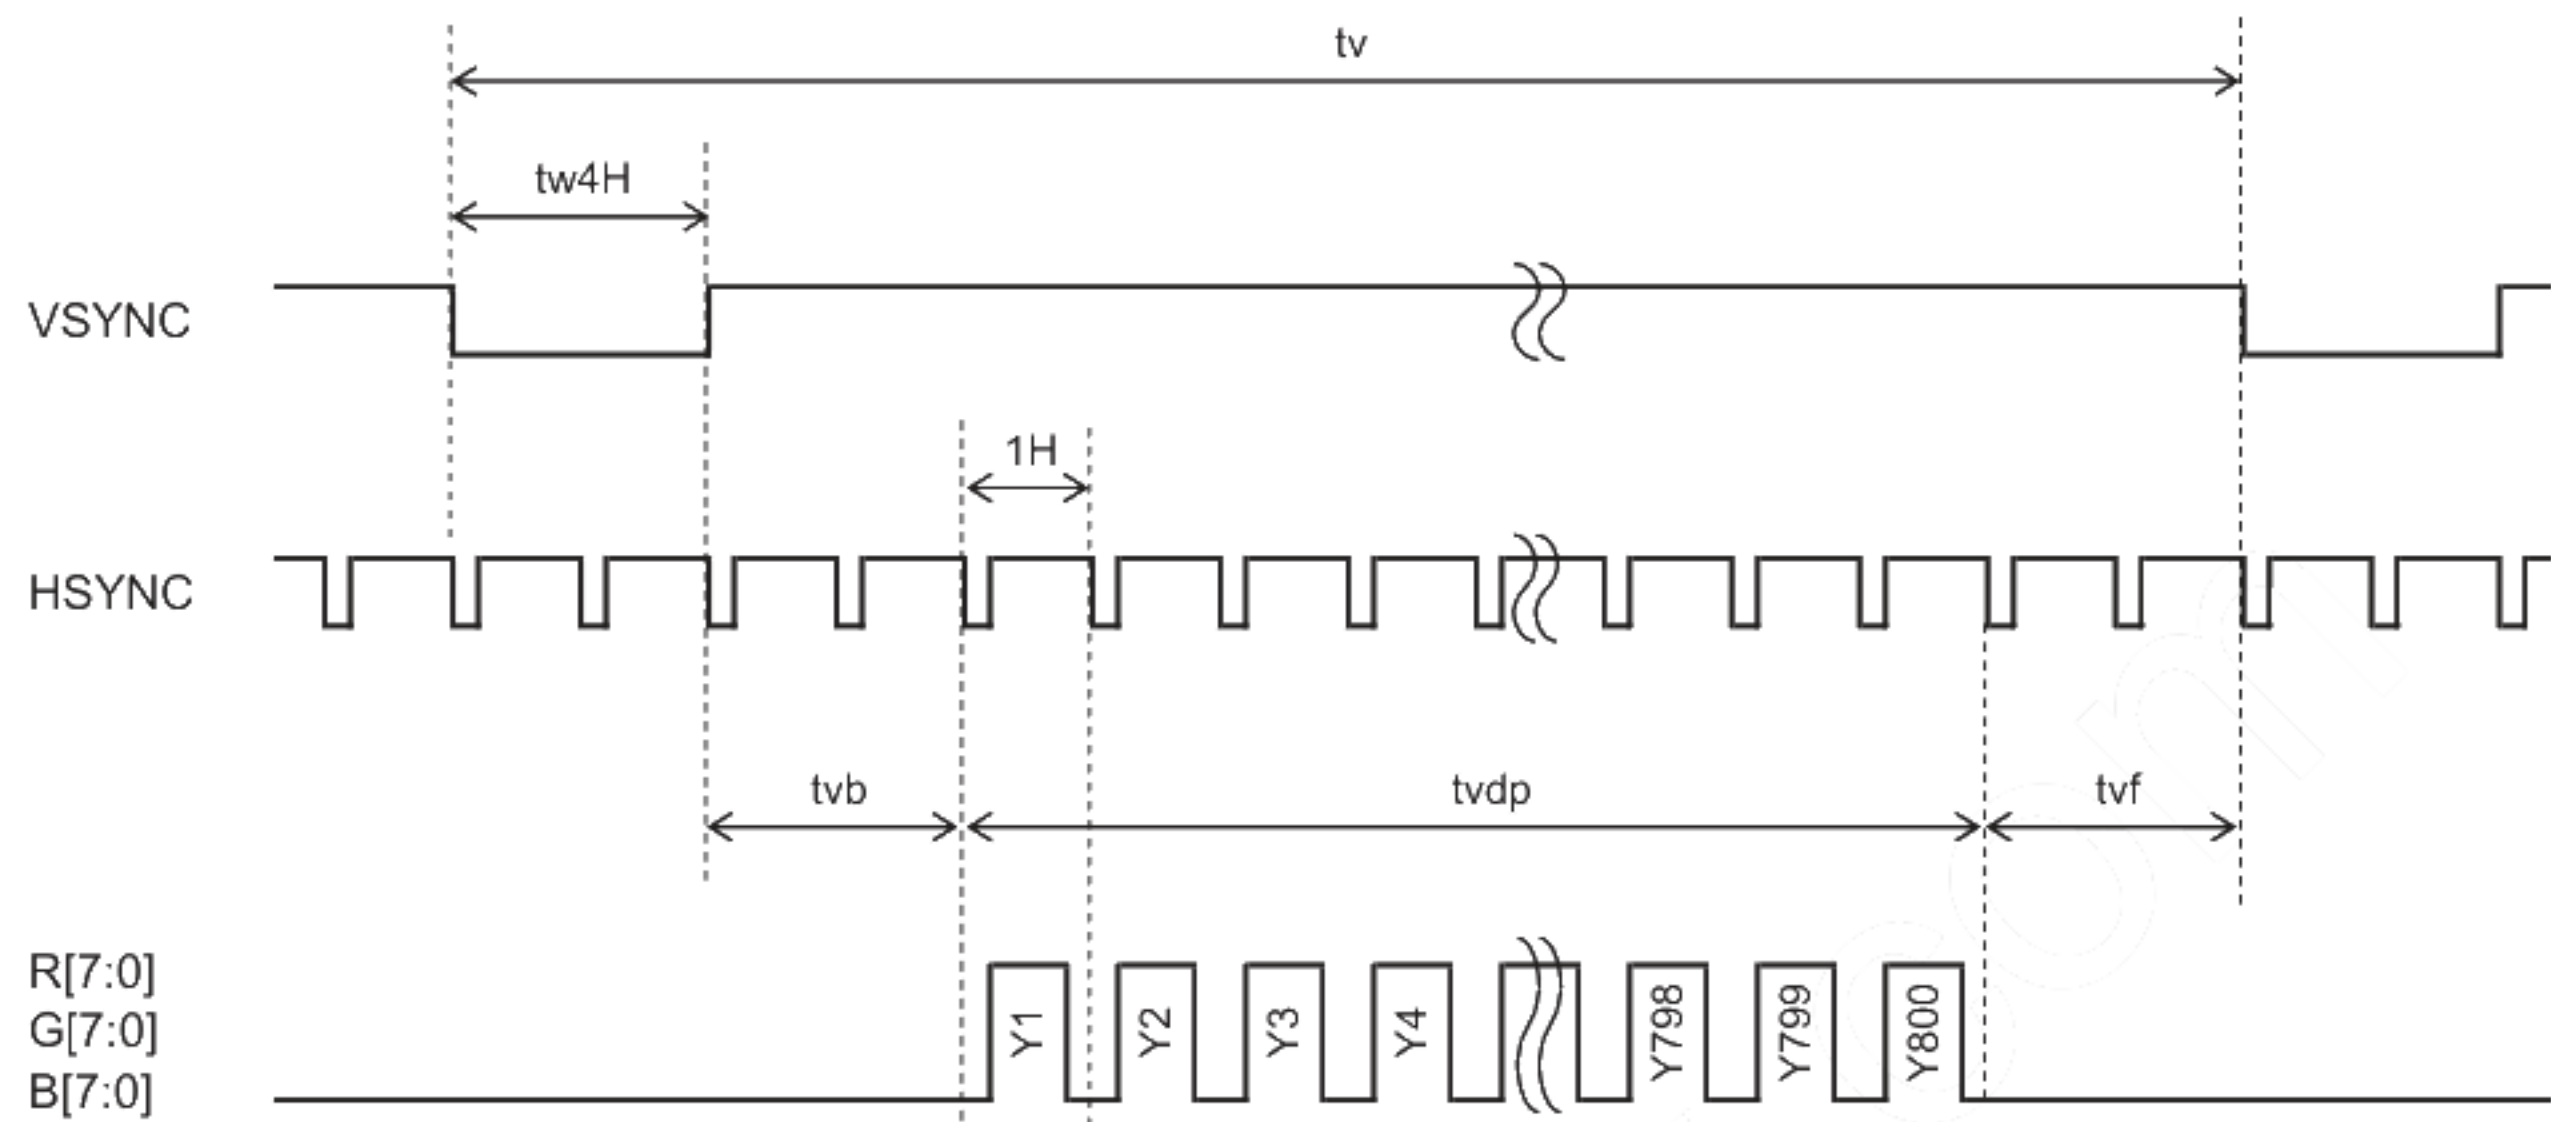 tv
tw4H
VSYNC
1H
HSYNC
tvb
tvdp
tvf
R[7:0]
G[7:0]
B[7:0]
Y1
Y2
Y3
Y4
Y798
Y799
Y800
com